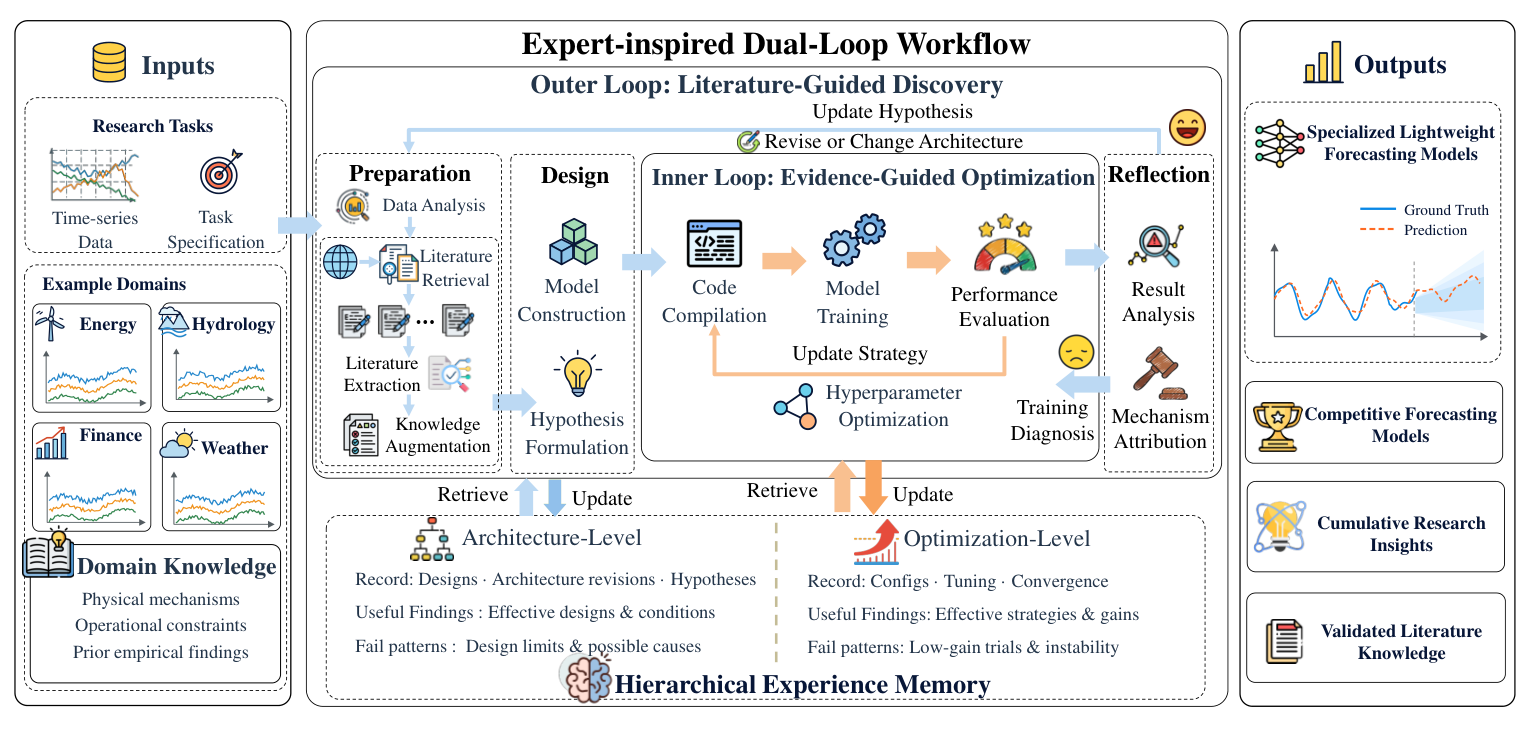 Inputs
Research Tasks
Time-series
Data
Task
Specification
Example Domains
Energy
Hydrology
Finance
Weather
Domain Knowledge
Physical mechanisms
Operational constraints
Prior empirical findings
Expert-inspired Dual-Loop Workflow
Outer Loop: Literature-Guided Discovery
Update Hypothesis
Revise or Change Architecture
Preparation
Data Analysis
Literature
Retrieval
...
Literature
Extraction
Knowledge
Augmentation
Design
Model
Construction
Hypothesis
Formulation
Inner Loop: Evidence-Guided Optimization
Code
Compilation
Model
Training
Performance
Evaluation
Update Strategy
Hyperparameter
Optimization
Training
Diagnosis
Reflection
Result
Analysis
Mechanism
Attribution
Retrieve
Update
Retrieve
Update
Architecture-Level
Record: Designs · Architecture revisions · Hypotheses
Useful Findings : Effective designs & conditions
Fail patterns : Design limits & possible causes
Optimization-Level
Record: Configs · Tuning · Convergence
Useful Findings: Effective strategies & gains
Fail patterns: Low-gain trials & instability
Hierarchical Experience Memory
Outputs
Specialized Lightweight
Forecasting Models
Ground Truth
Prediction
Competitive Forecasting
Models
Cumulative Research
Insights
Validated Literature
Knowledge